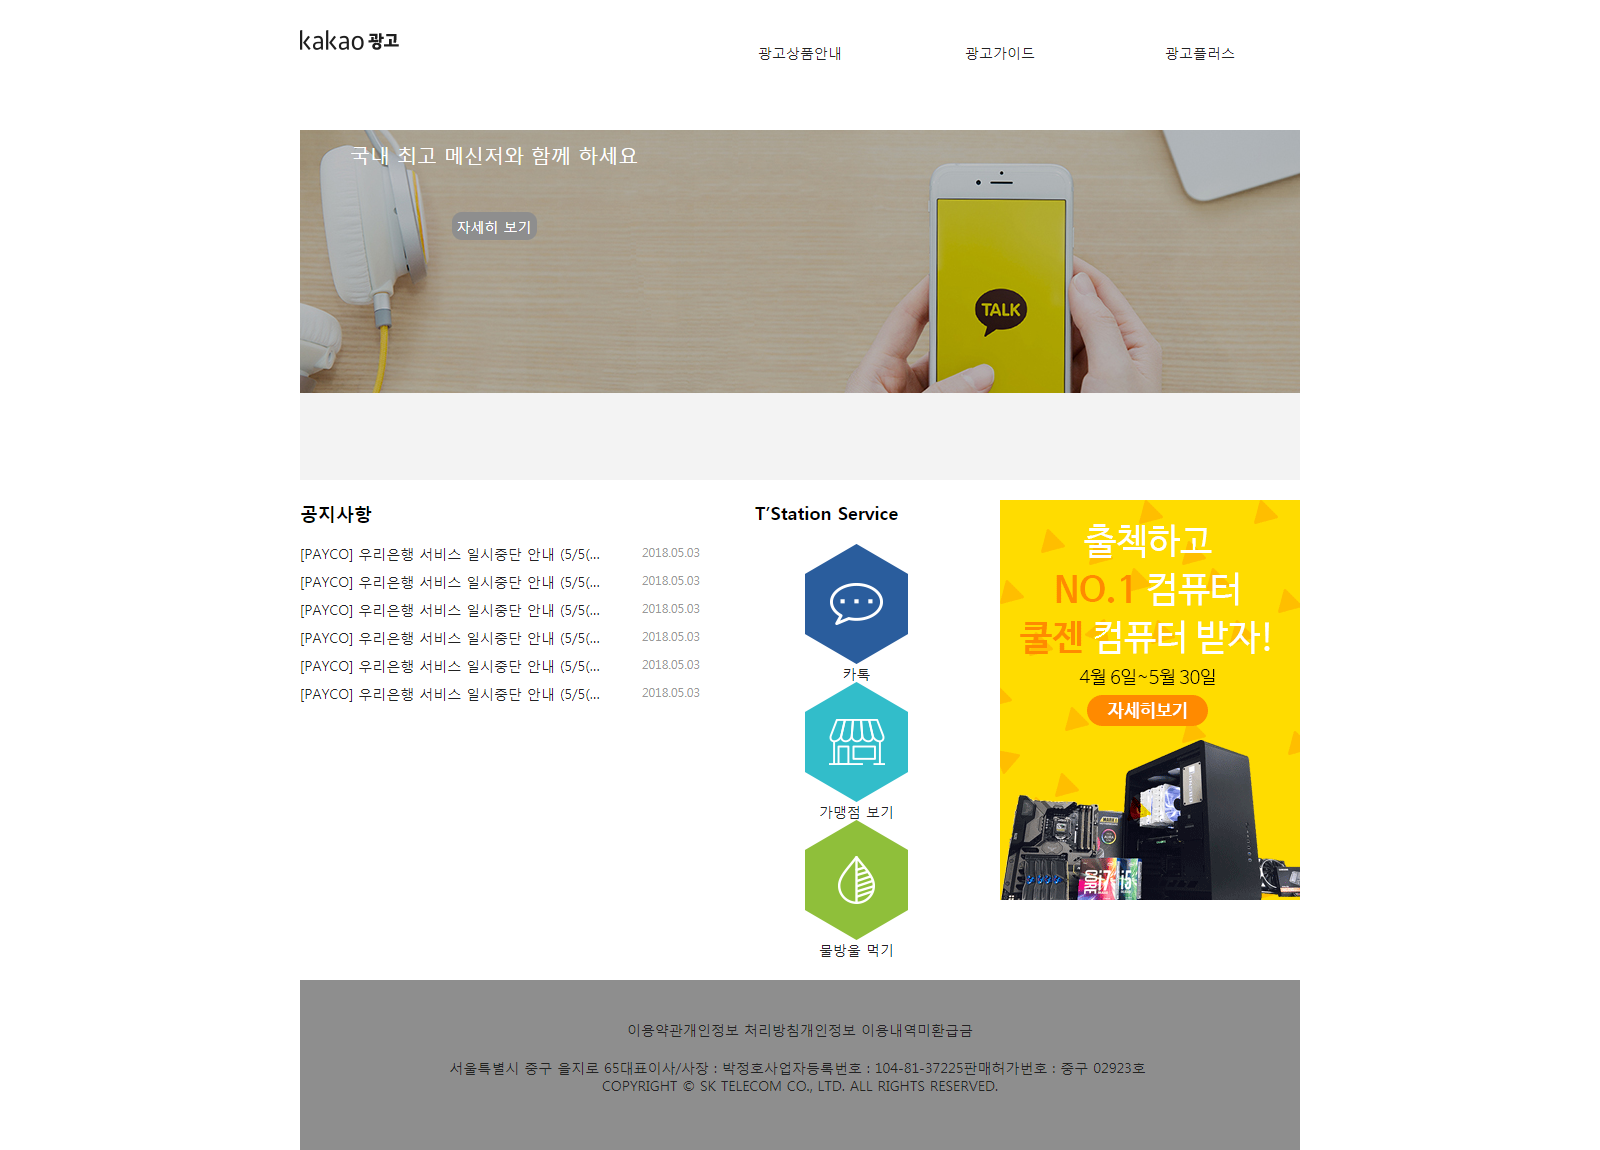 kakao 광고
광고상품안내
광고가이드
광고플러스
국내 최고 메신저와 함께 하세요
자세히 보기
TALK
공지사항
[PAYCO] 우리은행 서비스 일시중단 안내 (5/5(... 2018.05.03
[PAYCO] 우리은행 서비스 일시중단 안내 (5/5(... 2018.05.03
[PAYCO] 우리은행 서비스 일시중단 안내 (5/5(... 2018.05.03
[PAYCO] 우리은행 서비스 일시중단 안내 (5/5(... 2018.05.03
[PAYCO] 우리은행 서비스 일시중단 안내 (5/5(... 2018.05.03
[PAYCO] 우리은행 서비스 일시중단 안내 (5/5(... 2018.05.03
T’Station Service
카톡
가맹점 보기
물방울 먹기
출첵하고
NO.1 컴퓨터
쿨젠 컴퓨터 받자!
4월 6일~5월 30일
자세히보기
CORE i7 i5
이용약관개인정보 처리방침개인정보 이용내역미환급금
서울특별시 중구 을지로 65대표이사/사장 : 박정호사업자등록번호 : 104-81-37225판매허가번호 : 중구 02923호
COPYRIGHT © SK TELECOM CO., LTD. ALL RIGHTS RESERVED.